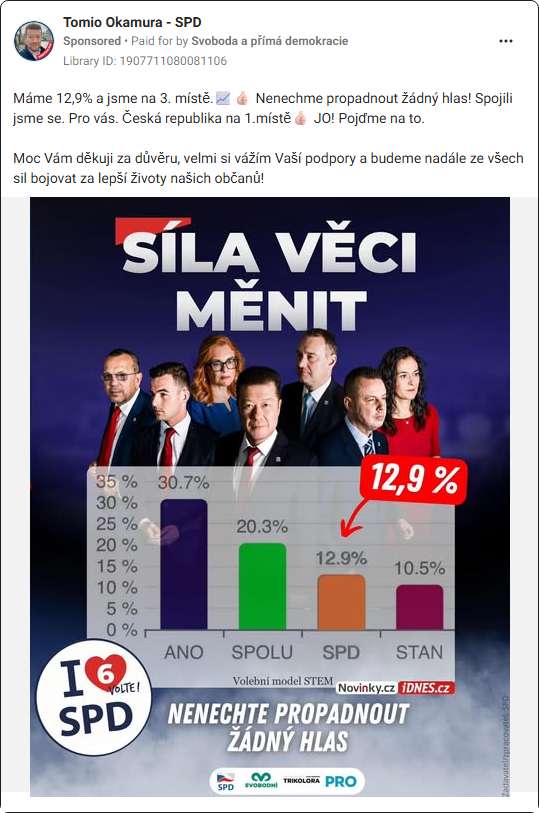 Tomio Okamura - SPD
Sponsored • Paid for by Svoboda a přímá demokracie
Library ID: 1907711080081106
Máme 12,9% a jsme na 3. místě.📈👍🏻 Nenechme propadnout žádný hlas! Spojili
jsme se. Pro vás. Česká republika na 1.místě👍🏻 JO! Pojďme na to.
Moc Vám děkuji za důvěru, velmi si vážím Vaší podpory a budeme nadále ze všech
sil bojovat za lepší životy našich občanů!
SÍLA VĚCI
MĚNIT
12,9 %
35 %
30%
25%
20 %
15 %
10 %
5 %
0 %
30.7%
20.3%
12.9%
10.5%
ANO SPOLU SPD STAN
Volební model STEM Novinky.cz iDNES.cz
I 6
VOLTE!
SPD
NENECHTE PROPADNOUT
ŽÁDNÝ HLAS
SPD SVOBODNÍ TRIKOLORA PRO
Zadavatel/zpracovatel: SPD